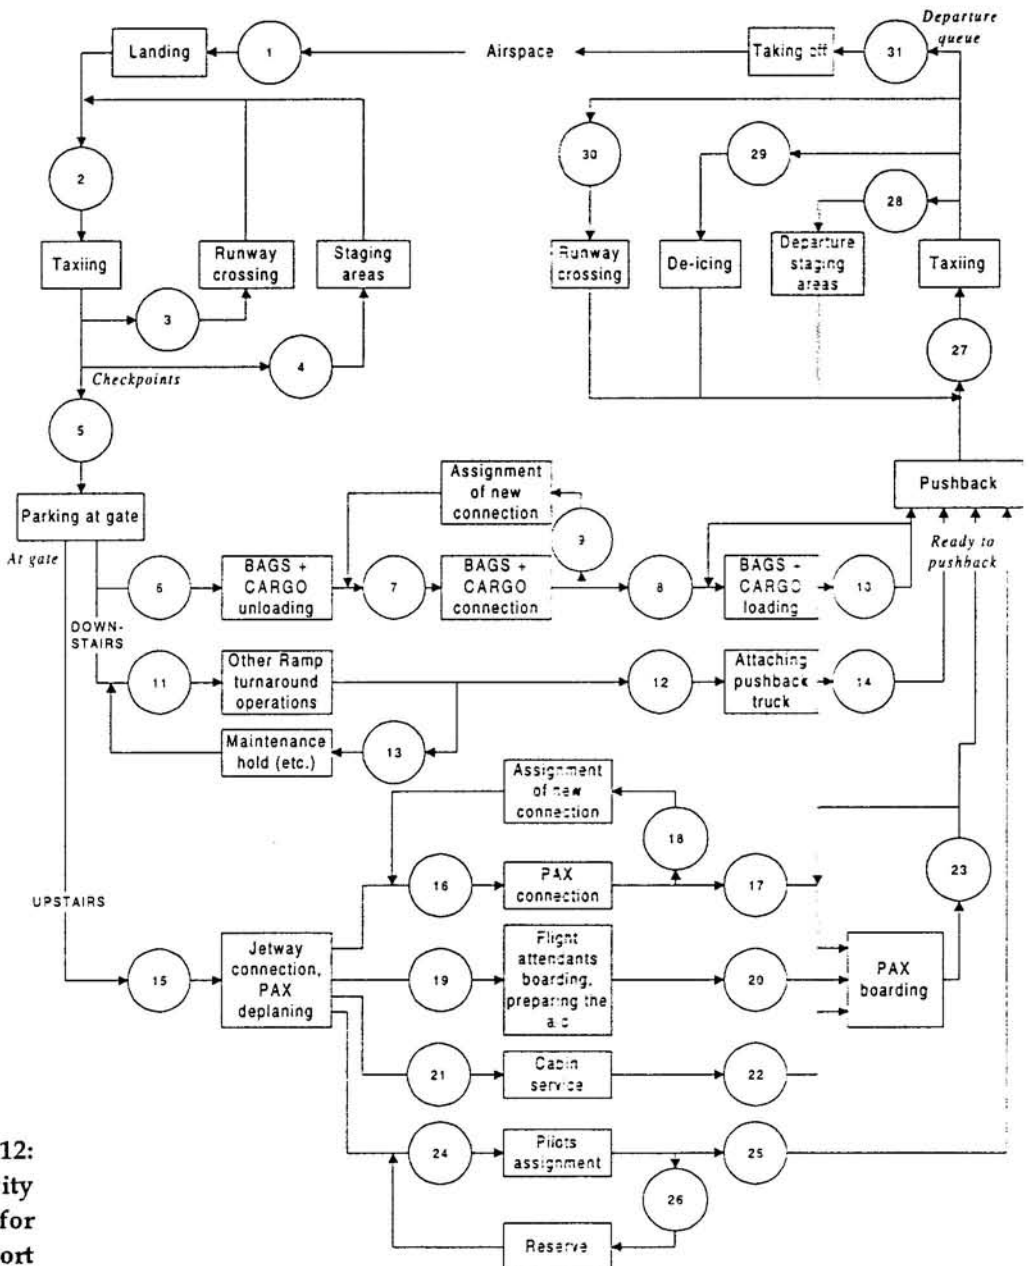 Departure
queue
Landing
1
Airspace
Taking off
31
2
30
29
28
Taxiing
Runway
crossing
Staging
areas
Runway
crossing
De-icing
Departure
staging
areas
Taxiing
3
4
27
Checkpoints
5
Parking at gate
Assignment
of new
connection
Pushback
9
At gate
Ready to
pushback
6
BAGS +
CARGO
unloading
7
BAGS +
CARGO
connection
8
BAGS +
CARGO
loading
10
DOWN-
STAIRS
11
Other Ramp
turnaround
operations
12
Attaching
pushback
truck
14
Maintenance
hold (etc.)
13
Assignment
of new
connection
18
16
PAX
connection
17
23
UPSTAIRS
15
Jetway
connection,
PAX
deplaning
19
Flight
attendants
boarding,
preparing the
a/c
20
PAX
boarding
21
Cabin
service
22
24
Pilots
assignment
25
26
Reserve
12:
ity
for
ort